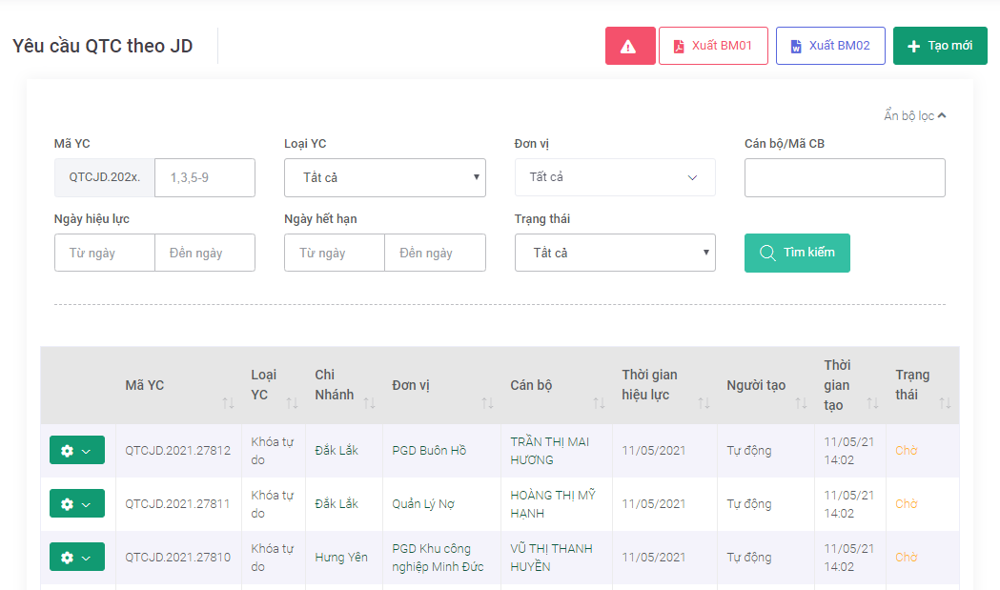 Yêu cầu QTC theo JD
Xuất BM01
Xuất BM02
Tạo mới
Ẩn bộ lọc
Mã YC
Loại YC
Đơn vị
Cán bộ/Mã CB
QTCJD.202x.
1,3,5-9
Tất cả
Tất cả
Ngày hiệu lực
Ngày hết hạn
Trạng thái
Từ ngày
Đến ngày
Từ ngày
Đến ngày
Tất cả
Tìm kiếm
Mã YC
Loại
YC
Chi
Nhánh
Đơn vị
Cán bộ
Thời gian
hiệu lực
Người tạo
Thời
gian
tạo
Trạng
thái
QTCJD.2021.27812
Khóa tự
do
Đắk Lắk
PGD Buôn Hồ
TRẦN THỊ MAI
HƯƠNG
11/05/2021
Tự động
11/05/21
14:02
Chờ
QTCJD.2021.27811
Khóa tự
do
Đắk Lắk
Quản Lý Nợ
HOÀNG THỊ MỸ
HẠNH
11/05/2021
Tự động
11/05/21
14:02
Chờ
QTCJD.2021.27810
Khóa tự
do
Hưng Yên
PGD Khu công
nghiệp Minh Đức
VŨ THỊ THANH
HUYỀN
11/05/2021
Tự động
11/05/21
14:02
Chờ